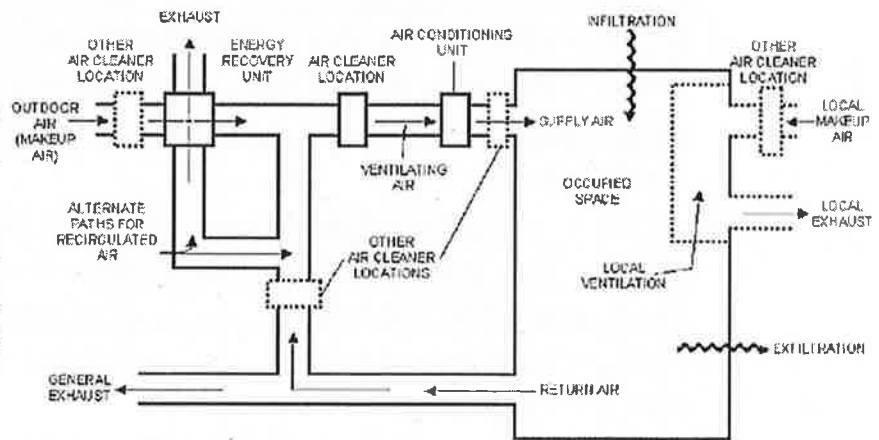 EXHAUST
OTHER
AIR CLEANER
LOCATION
ENERGY
RECOVERY
UNIT
AIR CLEANER
LOCATION
AIR CONDITIONING
UNIT
INFILTRATION
OTHER
AIR CLEANER
LOCATION
OUTDOOR
AIR
(MAKEUP
AIR)
SUPPLY AIR
LOCAL
MAKEUP
AIR
VENTILATING
AIR
OCCUPIED
SPACE
ALTERNATE
PATHS FOR
RECIRCULATED
AIR
LOCAL
EXHAUST
OTHER
AIR CLEANER
LOCATIONS
LOCAL
VENTILATION
EXFILTRATION
GENERAL
EXHAUST
RETURN AIR